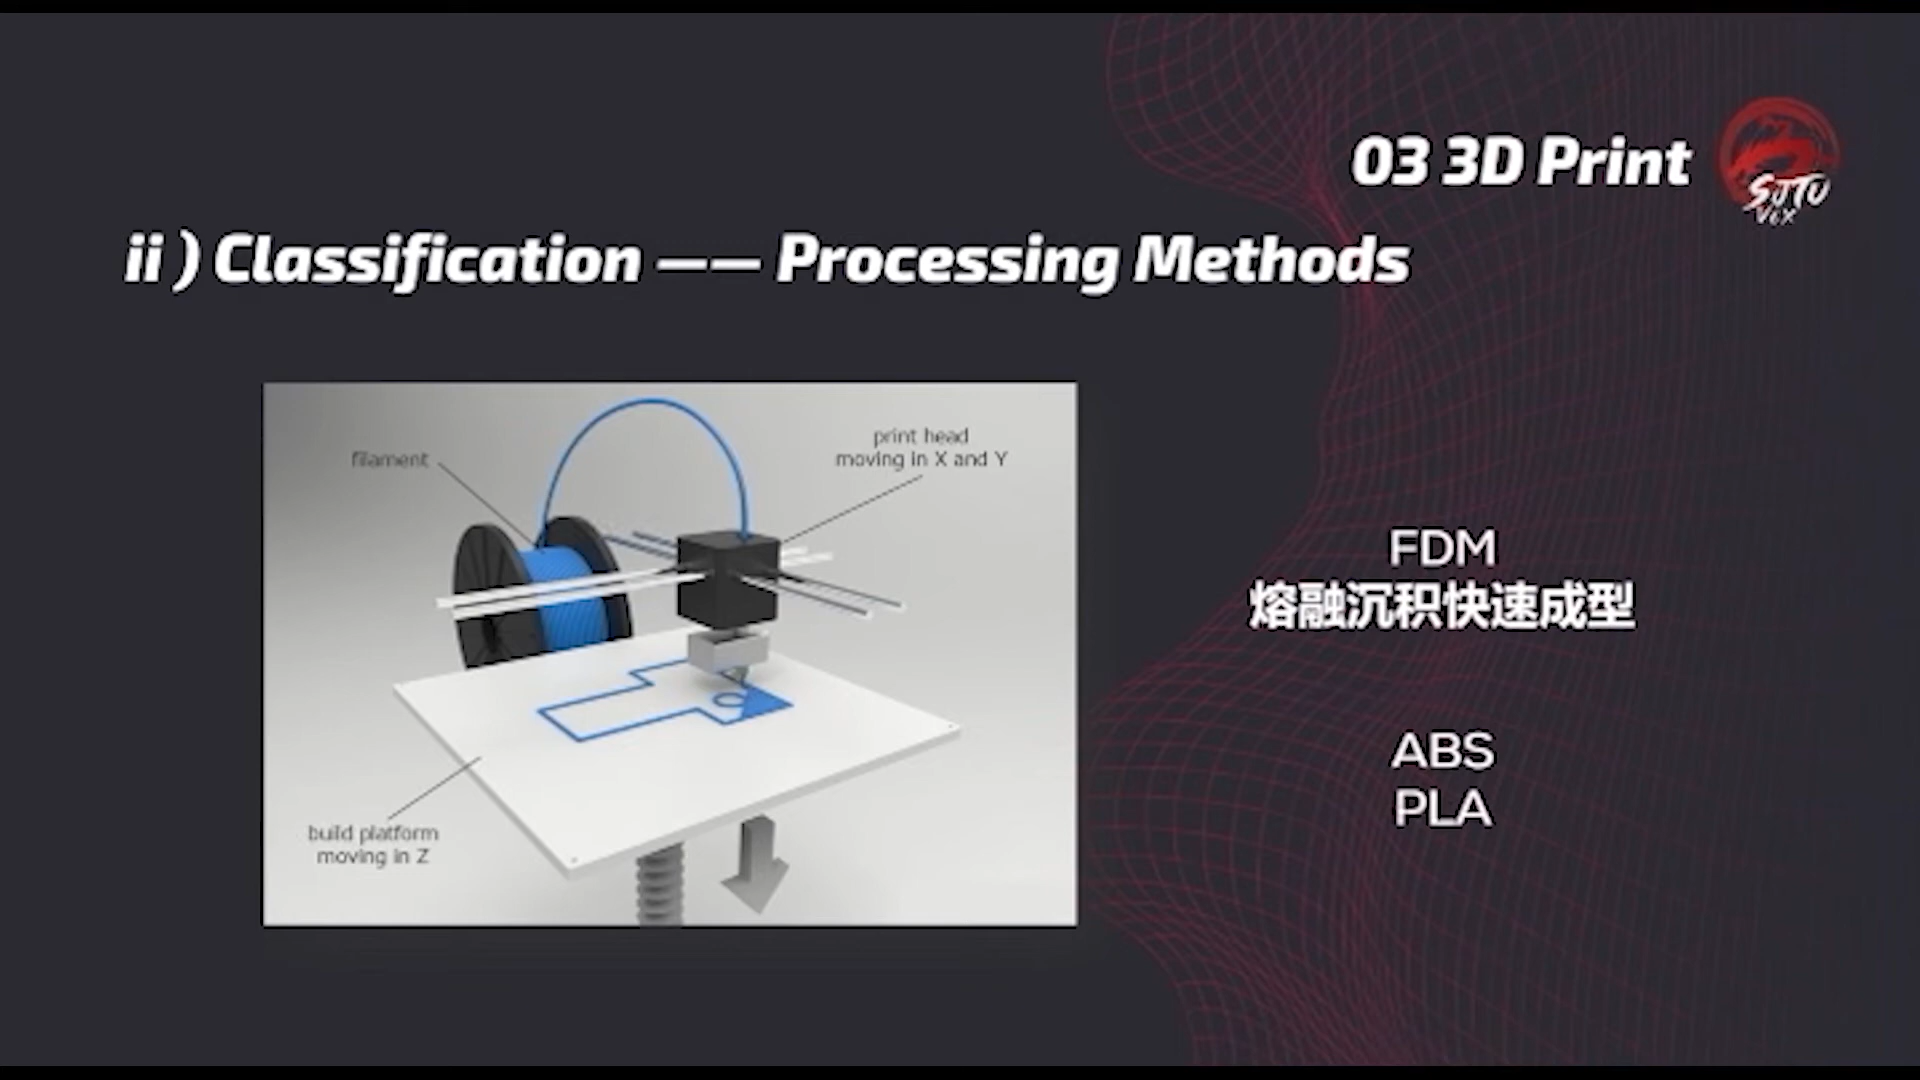 03 3D Print
SJTU
VEX
ii ) Classification —— Processing Methods
filament
print head
moving in X and Y
build platform
moving in Z
FDM
熔融沉积快速成型
ABS
PLA